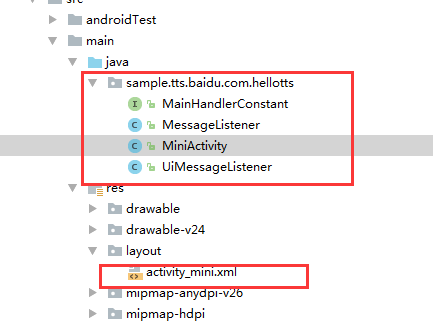 src
androidTest
main
java
sample.tts.baidu.com.hellotts
MainHandlerConstant
MessageListener
MiniActivity
UiMessageListener
res
drawable
drawable-v24
layout
activity_mini.xml
mipmap-anydpi-v26
mipmap-hdpi